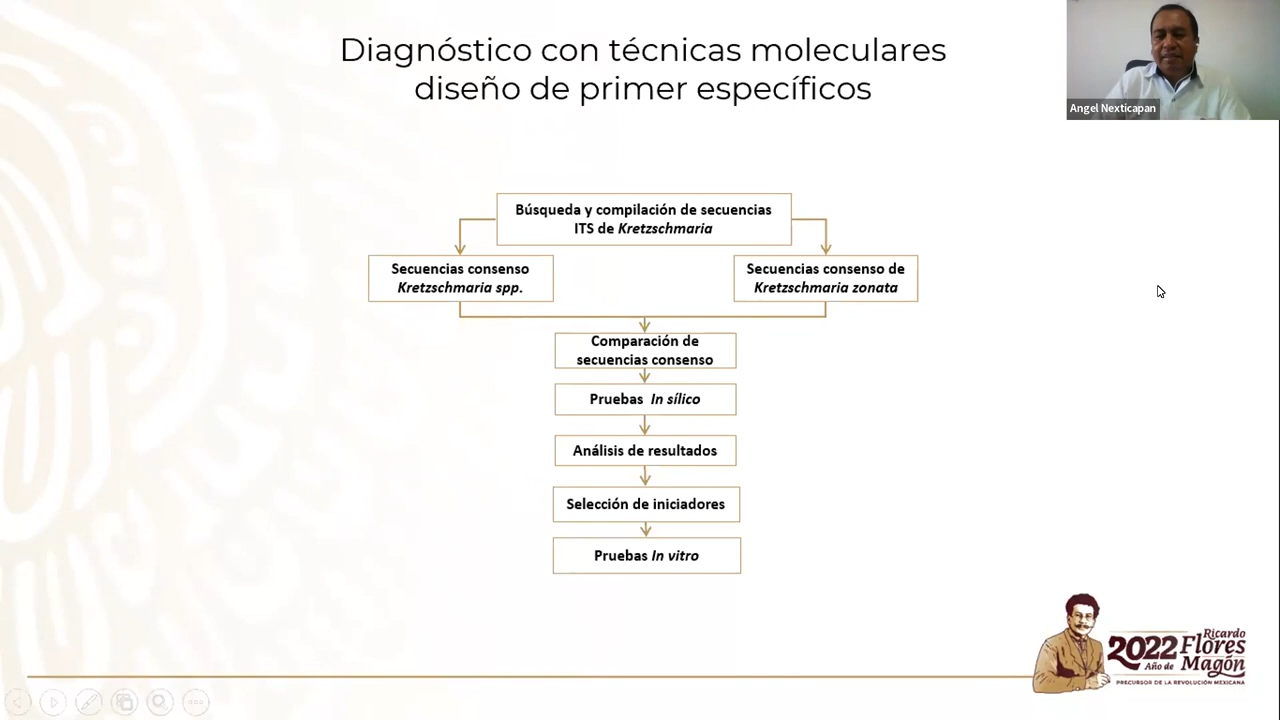 Diagnóstico con técnicas moleculares
diseño de primer específicos
Angel Nexticapan
Búsqueda y compilación de secuencias
ITS de Kretzschmaria
Secuencias consenso
Kretzschmaria spp.
Secuencias consenso de
Kretzschmaria zonata
Comparación de
secuencias consenso
Pruebas In sílico
Análisis de resultados
Selección de iniciadores
Pruebas In vitro
2022
Año de
Ricardo
Flores
Magón
PRECURSOR DE LA REVOLUCIÓN MEXICANA